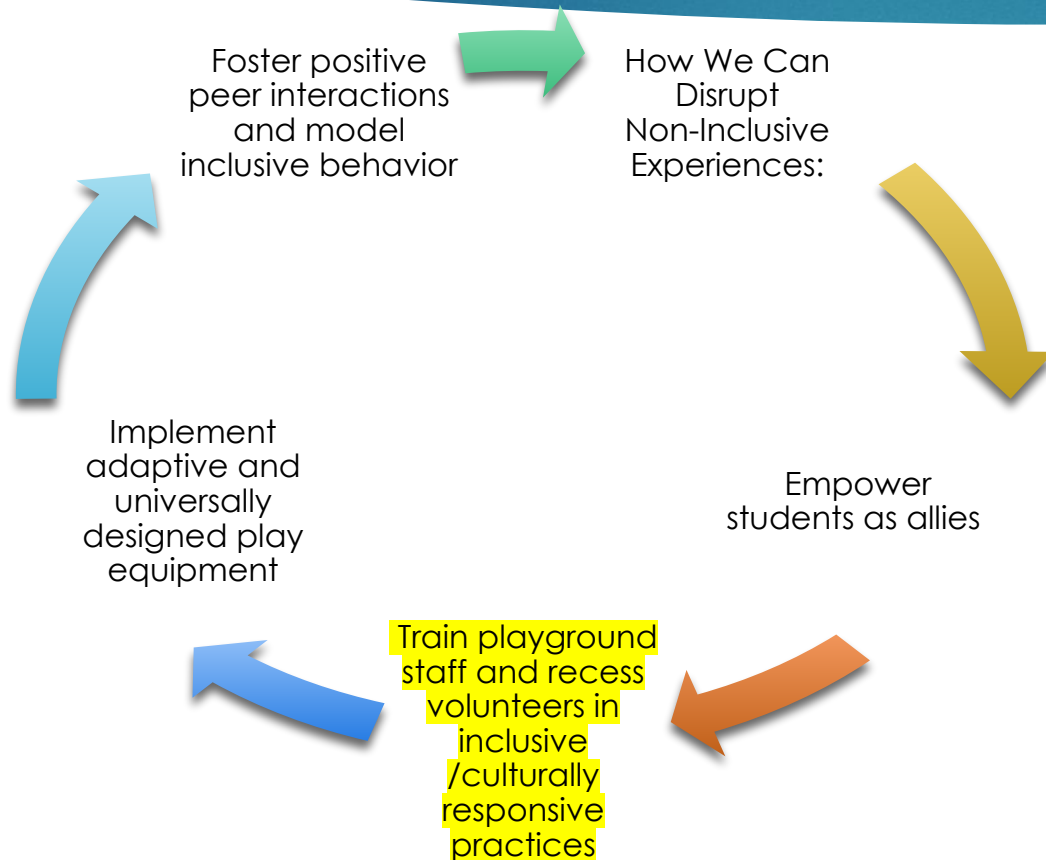 How We Can
Disrupt
Non-Inclusive
Experiences:
Empower
students as allies
Train playground
staff and recess
volunteers in
inclusive
/culturally
responsive
practices
Implement
adaptive and
universally
designed play
equipment
Foster positive
peer interactions
and model
inclusive behavior